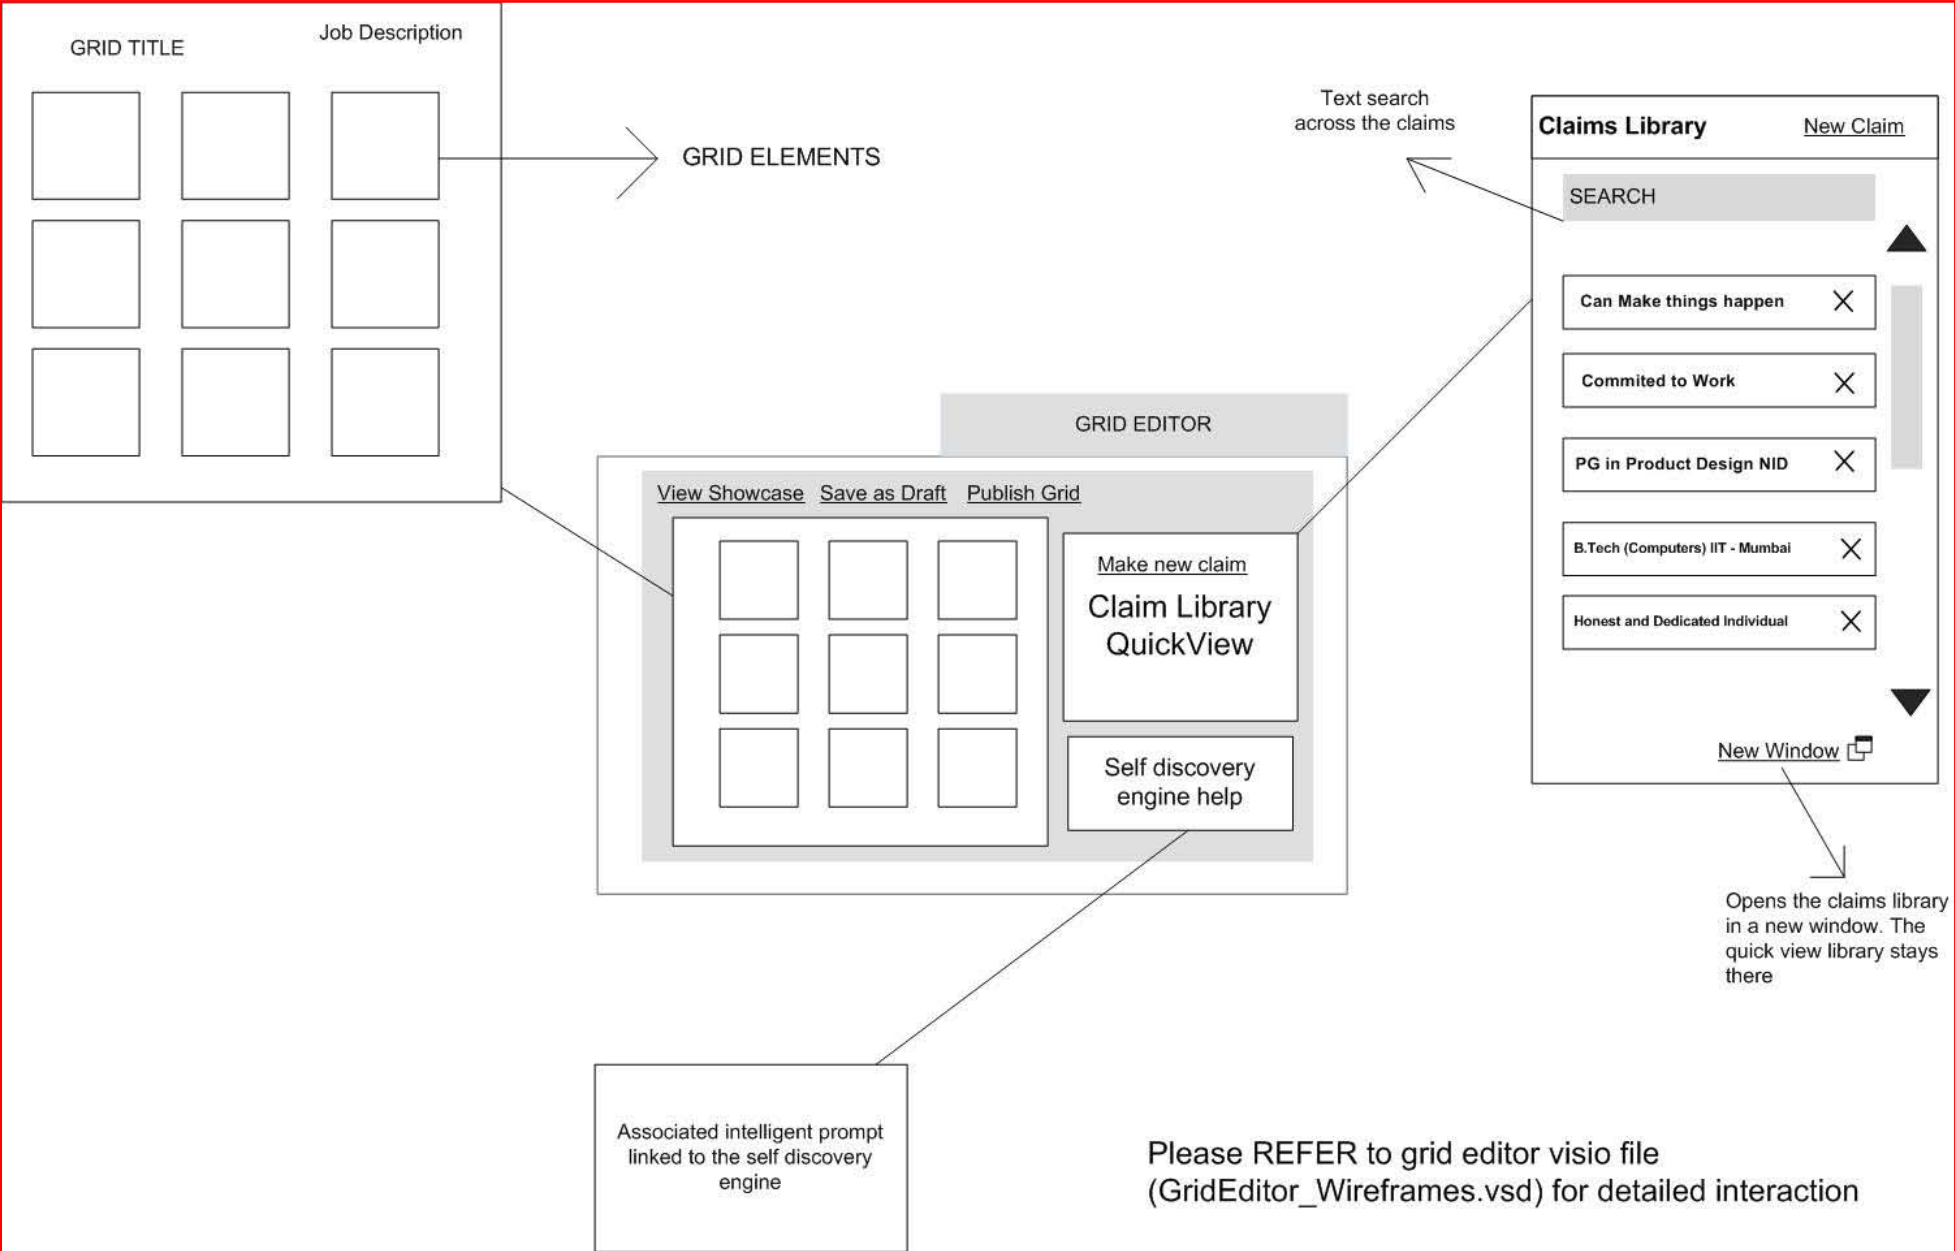 GRID TITLE
Job Description
GRID ELEMENTS
Text search
across the claims
Claims Library
New Claim
SEARCH
Can Make things happen
Commited to Work
PG in Product Design NID
B.Tech (Computers) IIT - Mumbai
Honest and Dedicated Individual
New Window
Opens the claims library
in a new window. The
quick view library stays
there
GRID EDITOR
View Showcase Save as Draft Publish Grid
Make new claim
Claim Library
QuickView
Self discovery
engine help
Associated intelligent prompt
linked to the self discovery
engine
Please REFER to grid editor visio file
(GridEditor_Wireframes.vsd) for detailed interaction